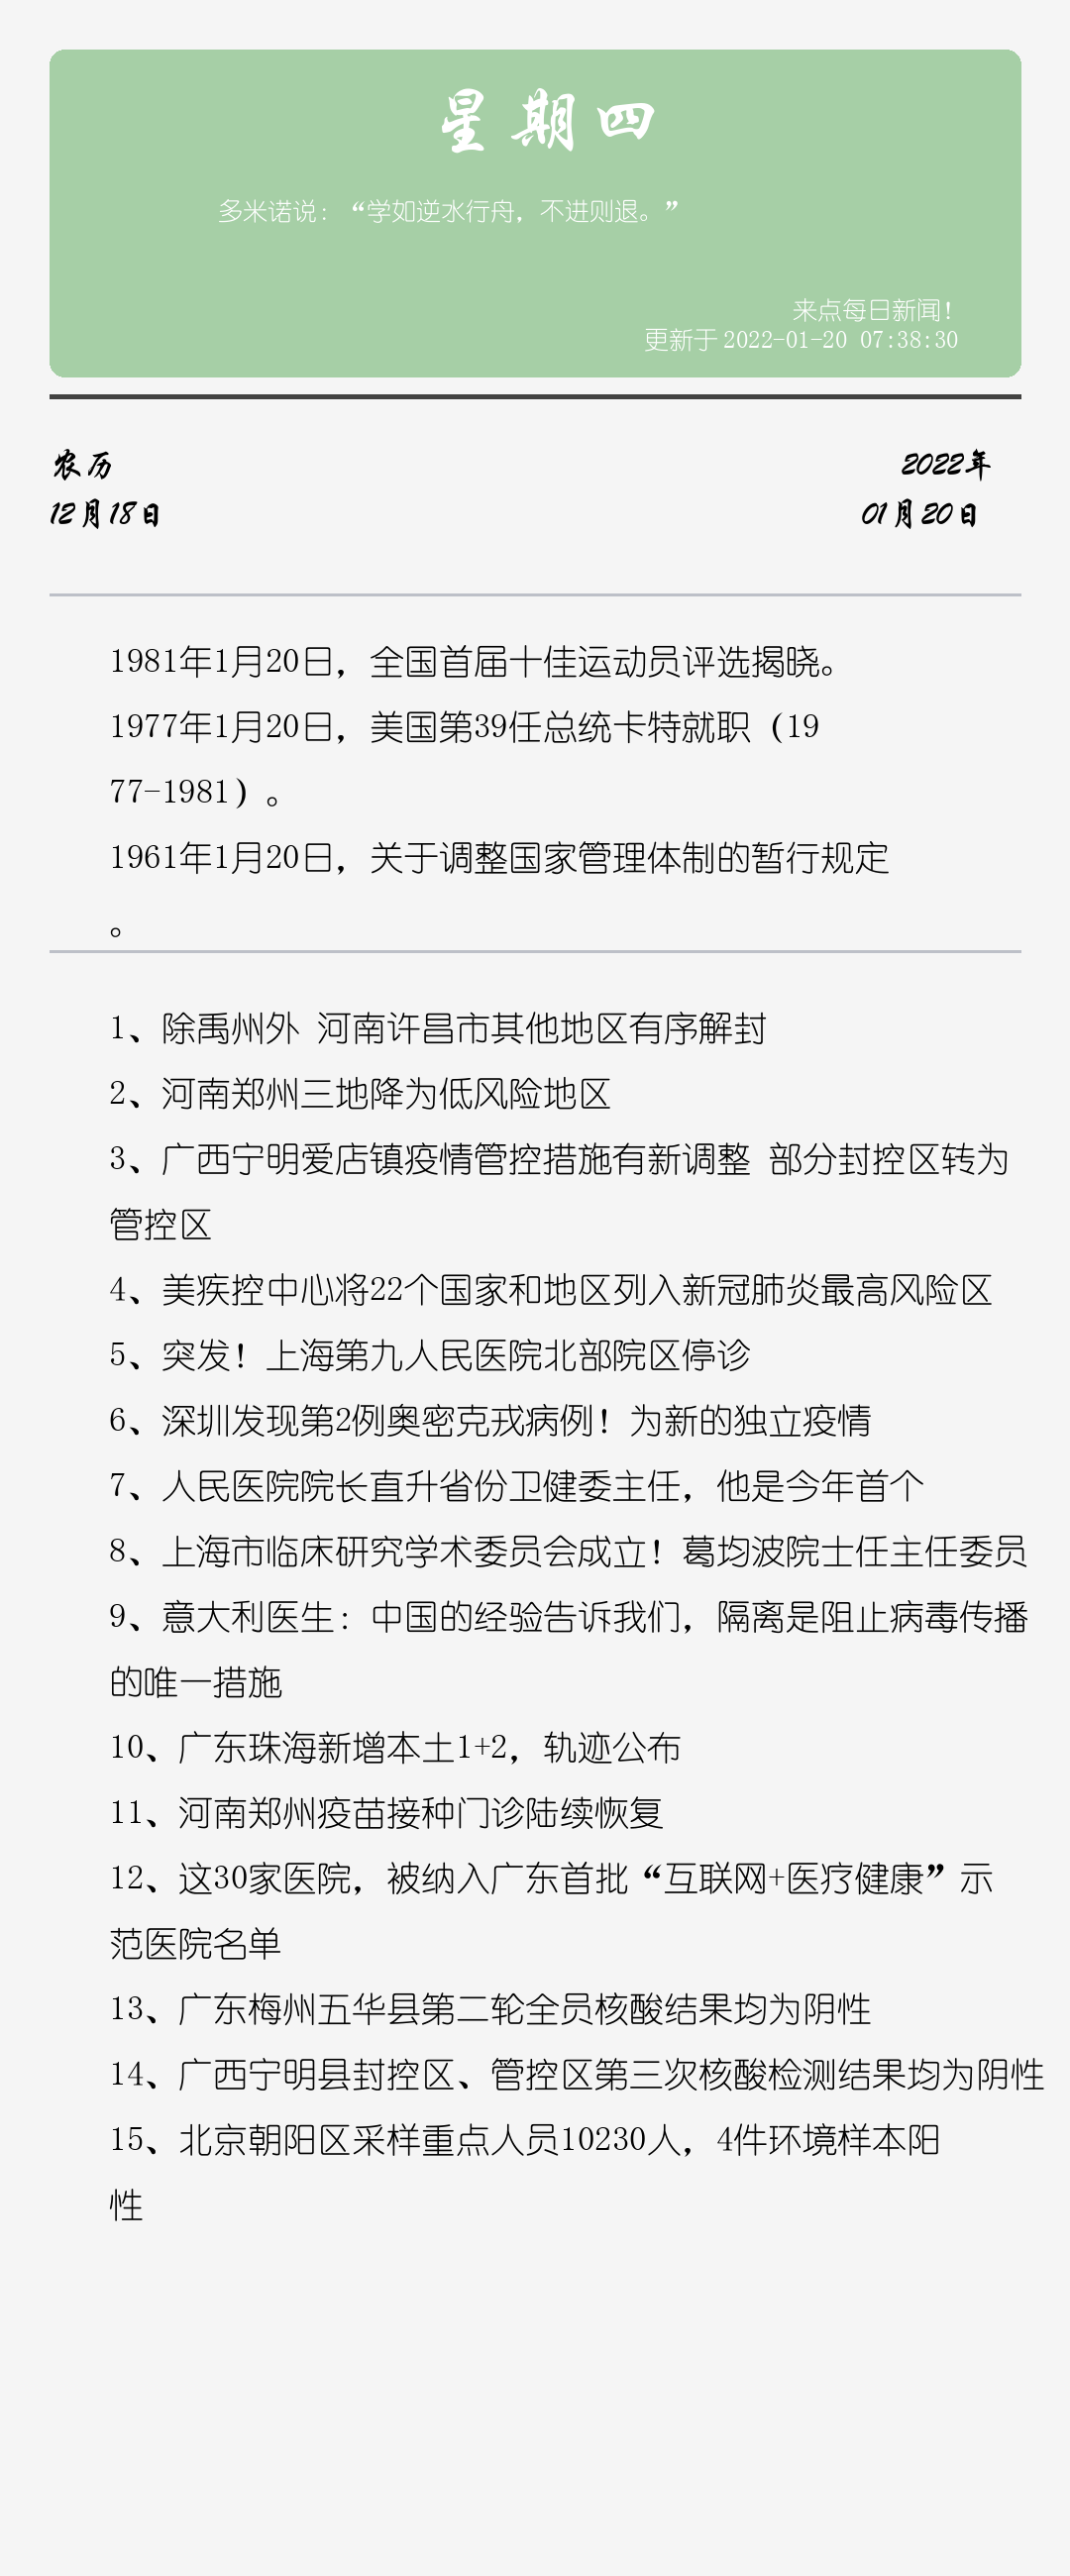 星期四
多米诺说：“学如逆水行舟，不进则退。”
来点每日新闻！
更新于 2022-01-20 07:38:30
农历
12月18日
2022年
01月20日
1981年1月20日，全国首届十佳运动员评选揭晓。
1977年1月20日，美国第39任总统卡特就职（19
77-1981）。
1961年1月20日，关于调整国家管理体制的暂行规定
。
1、除禹州外 河南许昌市其他地区有序解封
2、河南郑州三地降为低风险地区
3、广西宁明爱店镇疫情管控措施有新调整 部分封控区转为
管控区
4、美疾控中心将22个国家和地区列入新冠肺炎最高风险区
5、突发！上海第九人民医院北部院区停诊
6、深圳发现第2例奥密克戎病例！为新的独立疫情
7、人民医院院长直升省份卫健委主任，他是今年首个
8、上海市临床研究学术委员会成立！葛均波院士任主任委员
9、意大利医生：中国的经验告诉我们，隔离是阻止病毒传播
的唯一措施
10、广东珠海新增本土1+2，轨迹公布
11、河南郑州疫苗接种门诊陆续恢复
12、这30家医院，被纳入广东首批“互联网+医疗健康”示
范医院名单
13、广东梅州五华县第二轮全员核酸结果均为阴性
14、广西宁明县封控区、管控区第三次核酸检测结果均为阴性
15、北京朝阳区采样重点人员10230人，4件环境样本阳
性